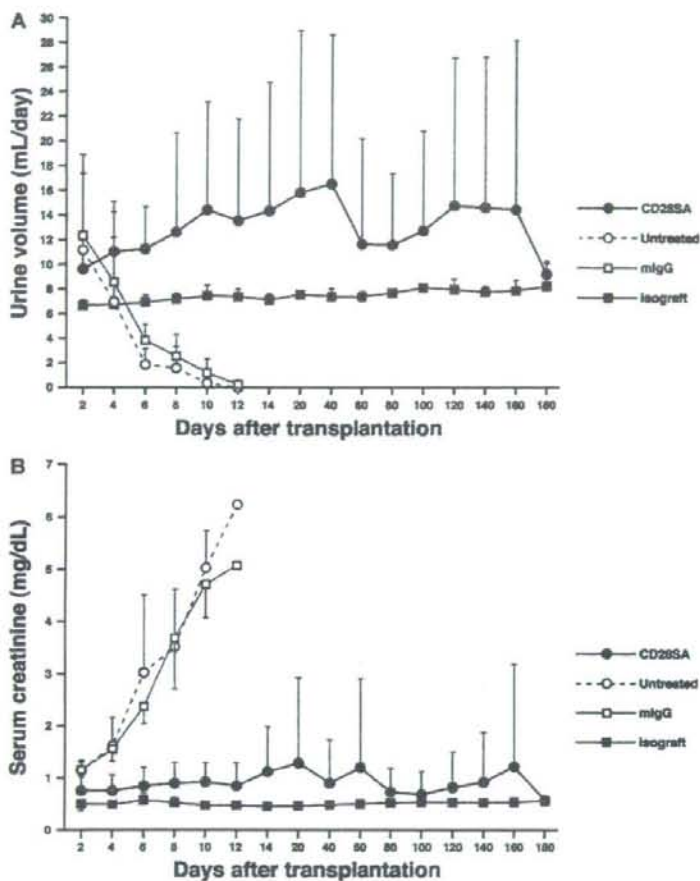 A
Urine volume (mL/day)
30
28
26
24
22
20
18
16
14
12
10
8
6
4
2
0
2 4 6 8 10 12 14 20 40 60 80 100 120 140 160 180
Days after transplantation
CD28SA
Untreated
mIgG
Isograft
B
Serum creatinine (mg/dL)
7
6
5
4
3
2
1
0
2 4 6 8 10 12 14 20 40 60 80 100 120 140 160 180
Days after transplantation
CD28SA
Untreated
mIgG
Isograft